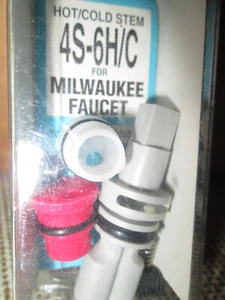 HOT/COLD STEM
4S-6H/C
FOR
MILWAUKEE
FAUCET